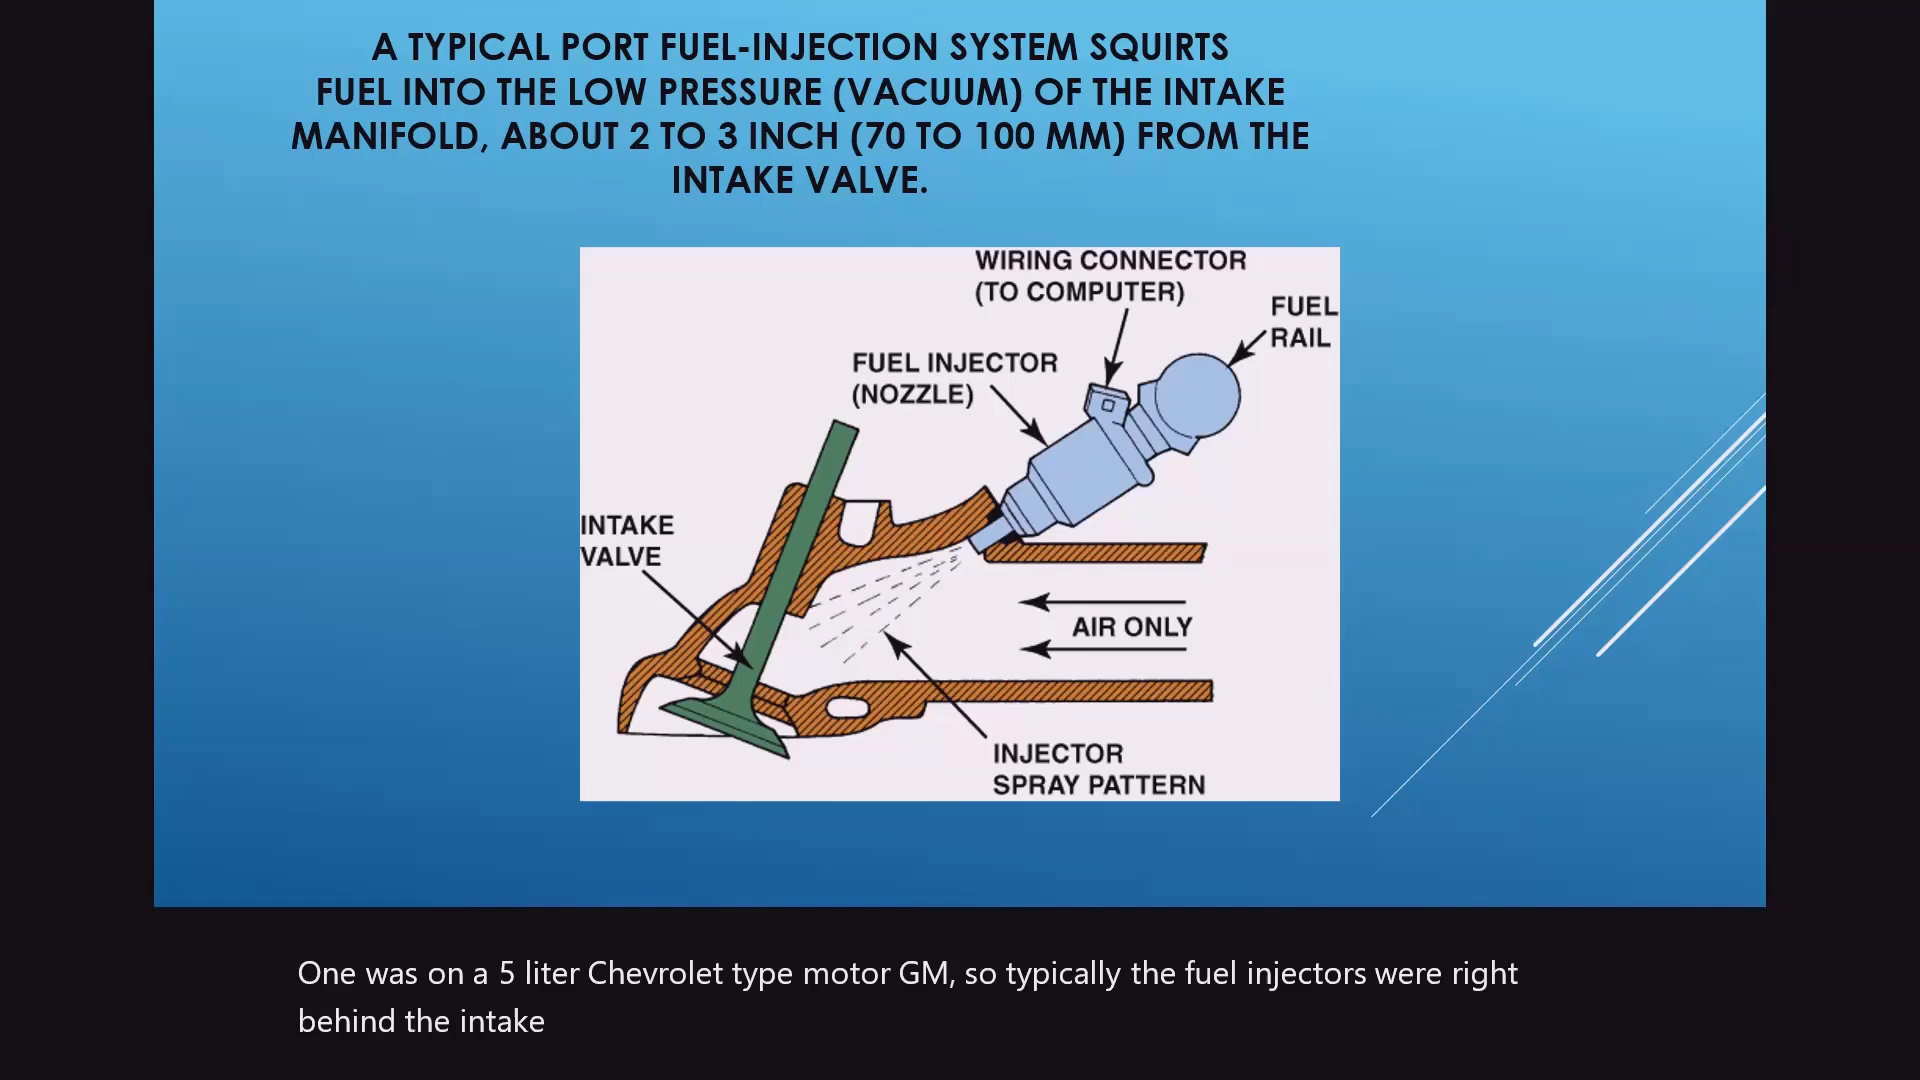 A TYPICAL PORT FUEL-INJECTION SYSTEM SQUIRTS
FUEL INTO THE LOW PRESSURE (VACUUM) OF THE INTAKE
MANIFOLD, ABOUT 2 TO 3 INCH (70 TO 100 MM) FROM THE
INTAKE VALVE.
WIRING CONNECTOR
(TO COMPUTER)
FUEL
RAIL
FUEL INJECTOR
(NOZZLE)
INTAKE
VALVE
AIR ONLY
INJECTOR
SPRAY PATTERN
One was on a 5 liter Chevrolet type motor GM, so typically the fuel injectors were right
behind the intake